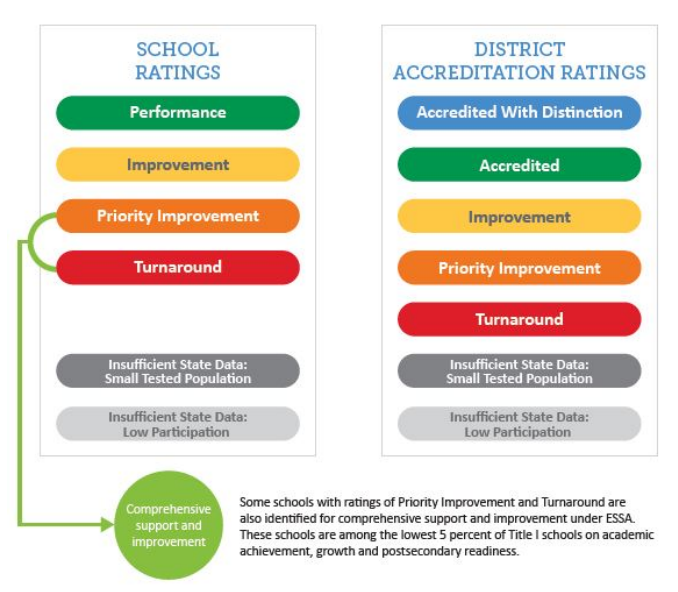 SCHOOL
RATINGS
Performance
Improvement
Priority Improvement
Turnaround
Insufficient State Data:
Small Tested Population
Insufficient State Data:
Low Participation
DISTRICT
ACCREDITATION RATINGS
Accredited With Distinction
Accredited
Improvement
Priority Improvement
Turnaround
Insufficient State Data:
Small Tested Population
Insufficient State Data:
Low Participation
Comprehensive
support and
improvement
Some schools with ratings of Priority Improvement and Turnaround are
also identified for comprehensive support and improvement under ESSA.
These schools are among the lowest 5 percent of Title I schools on academic
achievement, growth and postsecondary readiness.